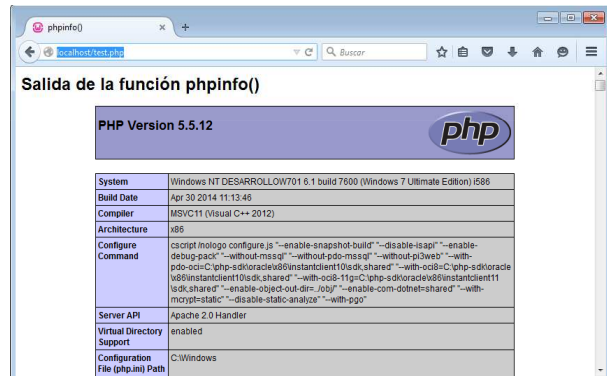 phpinfo()
localhost/test.php
Buscar
Salida de la función phpinfo()
PHP Version 5.5.12
php
System Windows NT DESARROLLOW701 6.1 build 7600 (Windows 7 Ultimate Edition) i586
Build Date Apr 30 2014 11:13:46
Compiler MSVC11 (Visual C++ 2012)
Architecture x86
Configure Command cscript /nologo configure.js "--enable-snapshot-build" "--disable-isapi" "--enable-
debug-pack" "--without-mssql" "--without-pdo-mssql" "--without-pi3web" "--with-
pdo-oci=C:\php-sdk\oracle\x86\instantclient10\sdk,shared" "--with-oci8=C:\php-sdk\oracle
\x86\instantclient10\sdk,shared" "--with-oci8-11g=C:\php-sdk\oracle\x86\instantclient11
\sdk,shared" "--enable-object-out-dir=../obj/" "--enable-com-dotnet=shared" "--with-
mcrypt=static" "--disable-static-analyze" "--with-pgo"
Server API Apache 2.0 Handler
Virtual Directory Support enabled
Configuration File (php.ini) Path C:\Windows